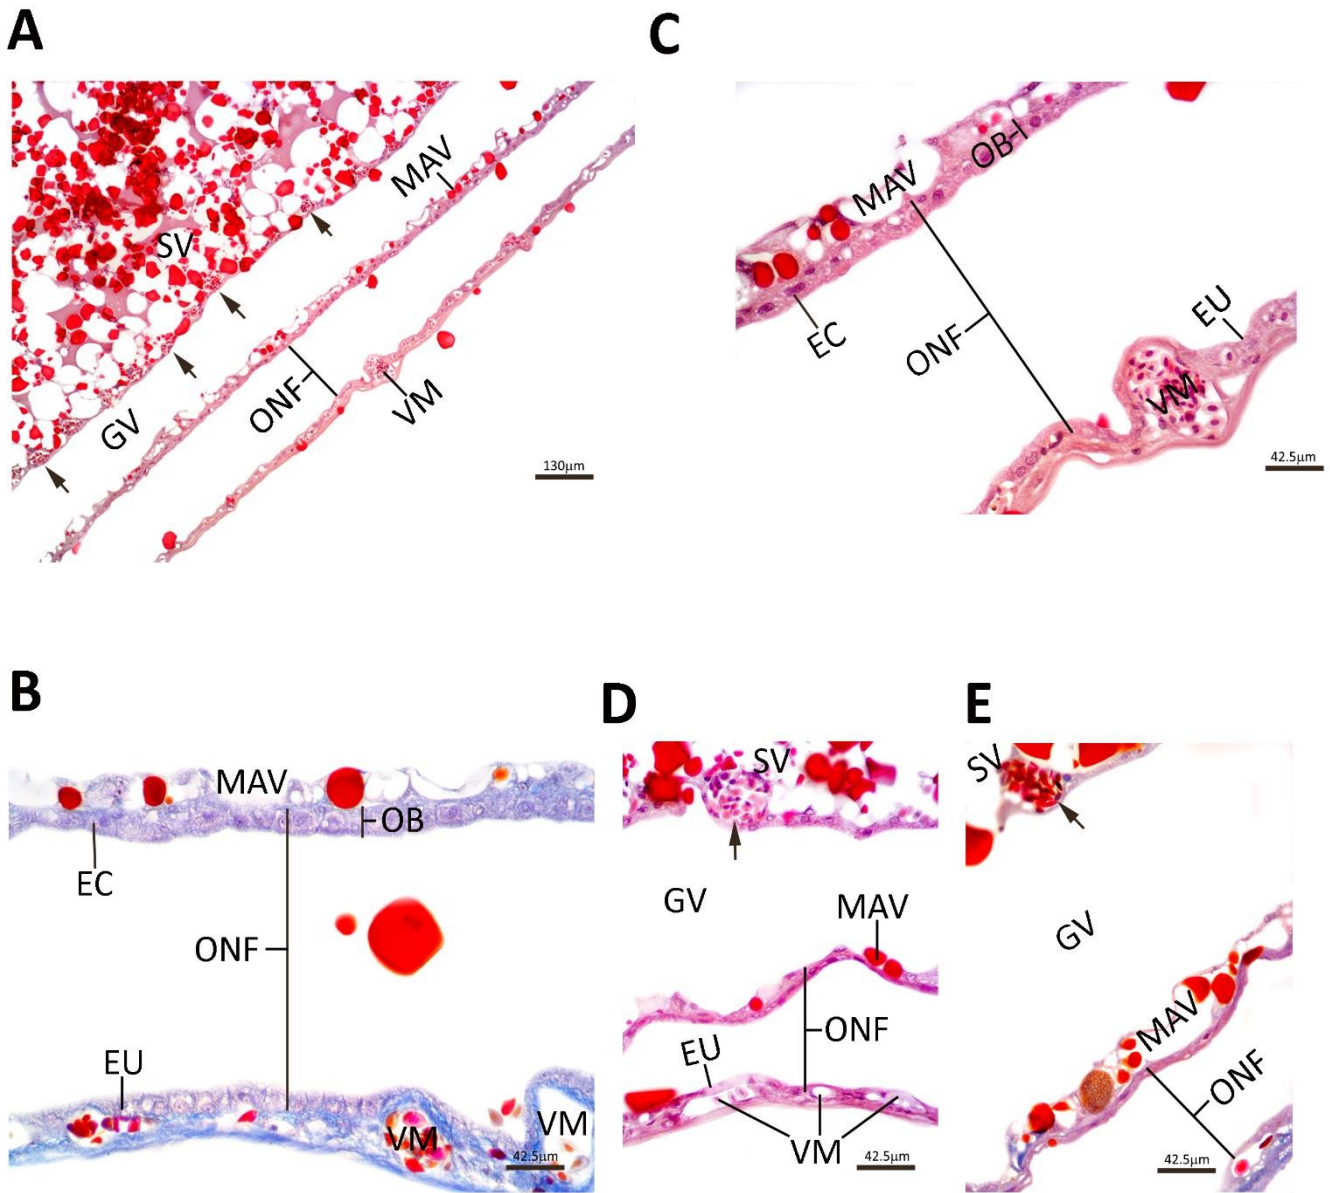 A
SV
MAV
GV
ONF
VM
130µm
C
MAV
OB-I
EC
ONF
EU
VM
42.5µm
B
MAV
OB
EC
ONF
EU
VM
VM
42.5µm
D
SV
GV
MAV
EU
ONF
VM
42.5µm
E
SV
GV
MAV
ONF
42.5µm